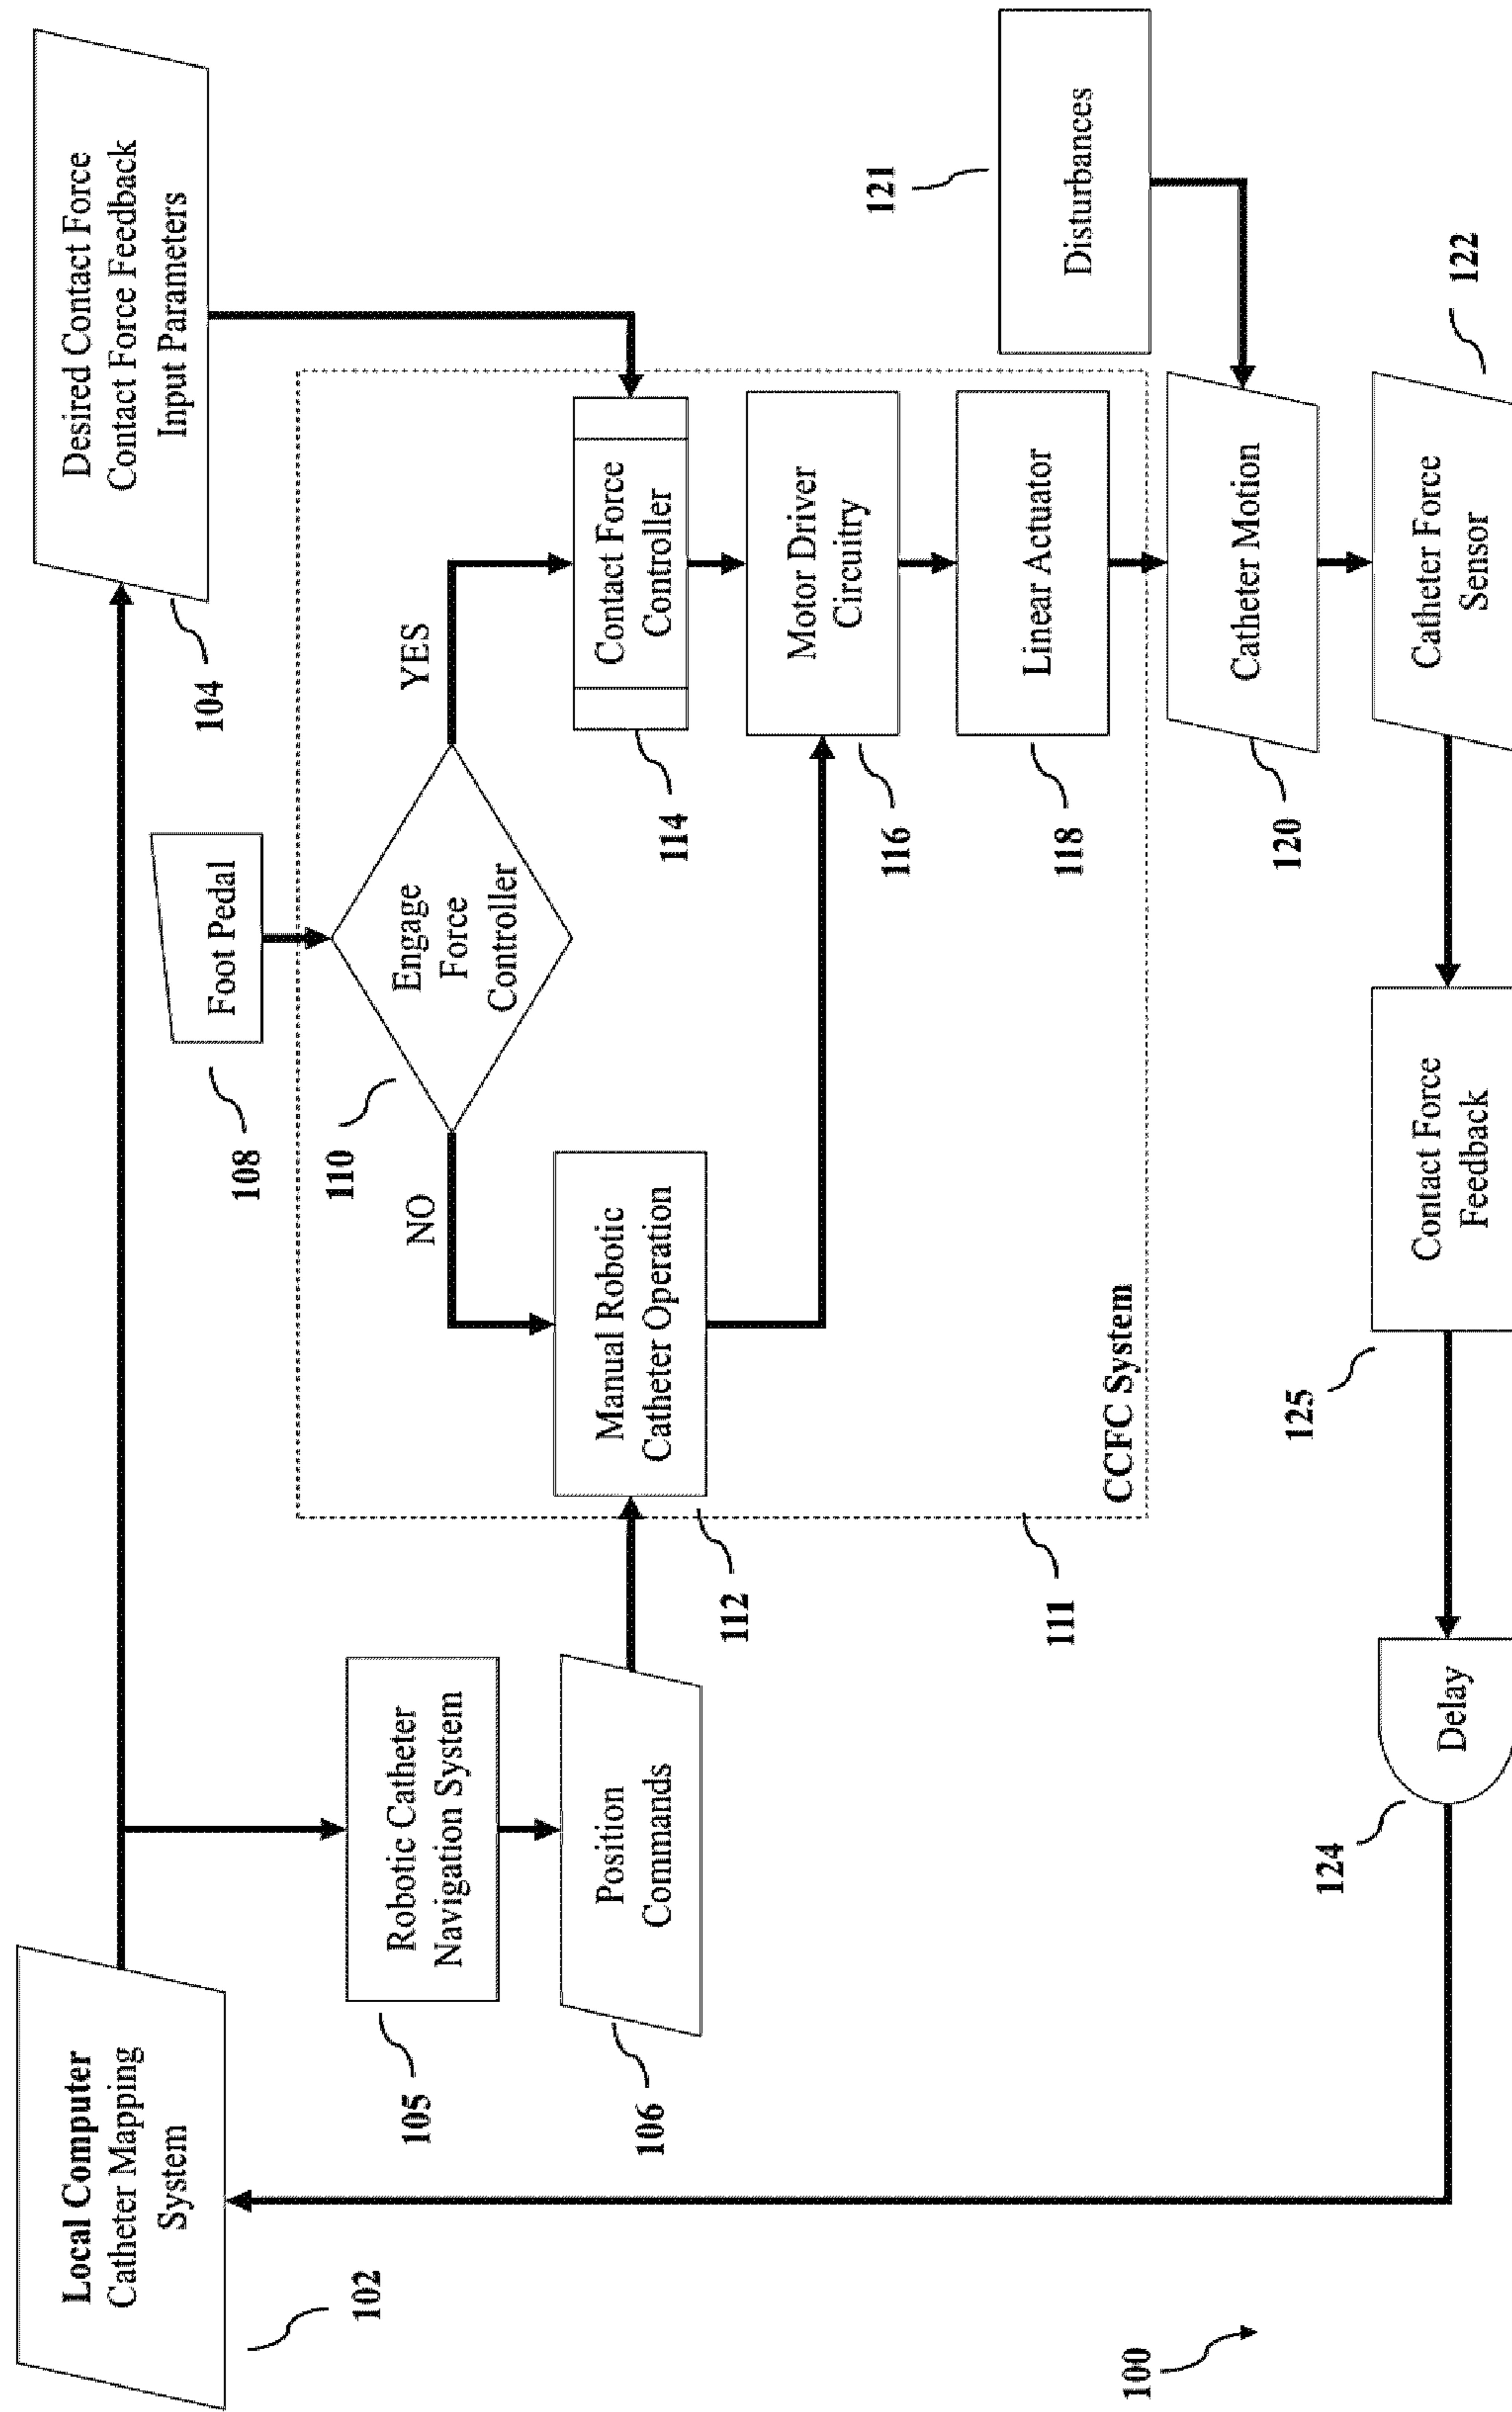 Local Computer
Catheter Mapping
System
102
Desired Contact Force
Contact Force Feedback
Input Parameters
104
Foot Pedal
108
Robotic Catheter
Navigation System
105
Position
Commands
106
Engage
Force
Controller
110
NO
YES
Manual Robotic
Catheter Operation
112
Contact Force
Controller
114
Motor Driver
Circuitry
116
Linear Actuator
118
CCFC System
111
Disturbances
121
Catheter Motion
120
Catheter Force
Sensor
122
Contact Force
Feedback
125
Delay
124
100